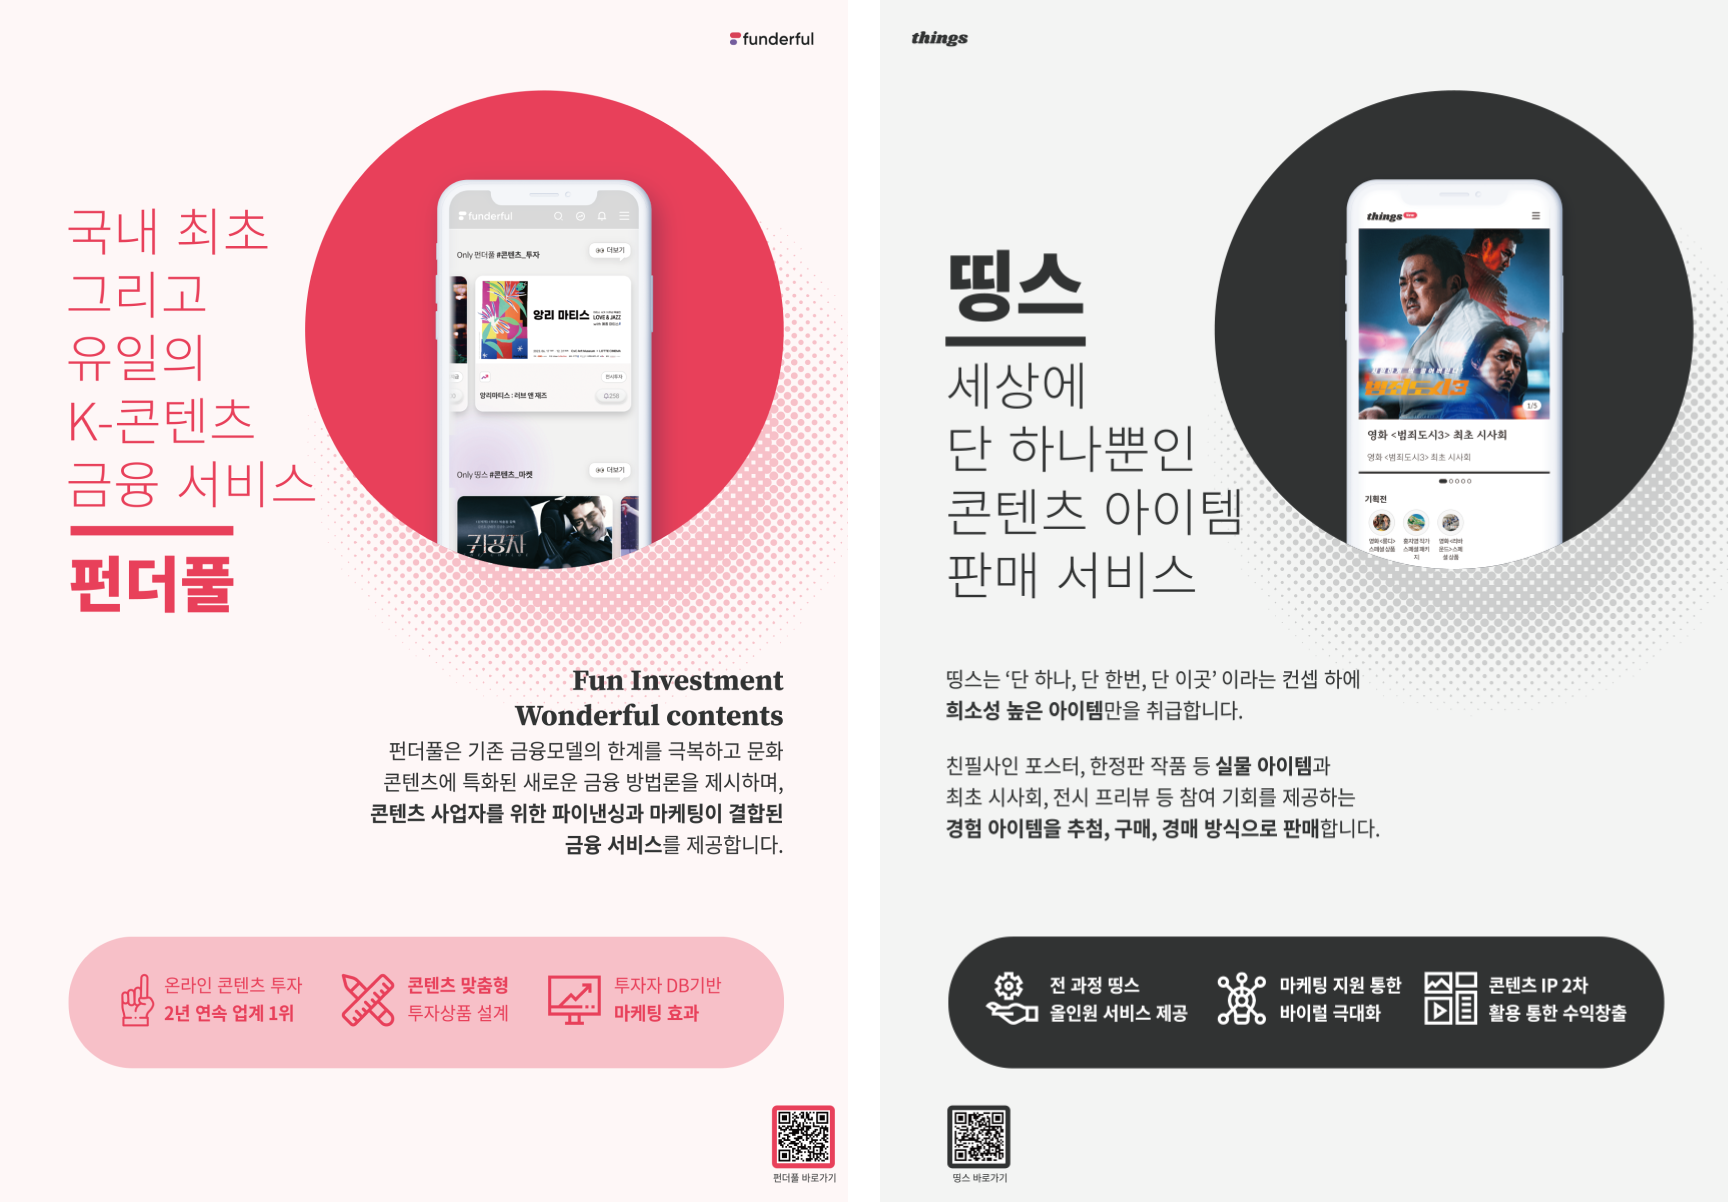 funderful
국내 최초
그리고
유일의
K-콘텐츠
금융 서비스
펀더풀
funderful
Only 펀더풀 #콘텐츠_투자
더보기
앙리 마티스
LOVE & JAZZ
전시투자
앙리마티스 : 러브 앤 재즈
258
Only 띵스 #콘텐츠_마켓
더보기
귀공자
Fun Investment
Wonderful contents
펀더풀은 기존 금융모델의 한계를 극복하고 문화
콘텐츠에 특화된 새로운 금융 방법론을 제시하며,
콘텐츠 사업자를 위한 파이낸싱과 마케팅이 결합된
금융 서비스를 제공합니다.
온라인 콘텐츠 투자
2년 연속 업계 1위
콘텐츠 맞춤형
투자상품 설계
투자자 DB기반
마케팅 효과
펀더풀 바로가기
things
띵스
세상에
단 하나뿐인
콘텐츠 아이템
판매 서비스
things
범죄도시3
1/5
영화 <범죄도시3> 최초 시사회
영화 <범죄도시3> 최초 시사회
기획전
띵스는 ‘단 하나, 단 한번, 단 이곳’ 이라는 컨셉 하에
희소성 높은 아이템만을 취급합니다.
친필사인 포스터, 한정판 작품 등 실물 아이템과
최초 시사회, 전시 프리뷰 등 참여 기회를 제공하는
경험 아이템을 추첨, 구매, 경매 방식으로 판매합니다.
전 과정 띵스
올인원 서비스 제공
마케팅 지원 통한
바이럴 극대화
콘텐츠 IP 2차
활용 통한 수익창출
띵스 바로가기